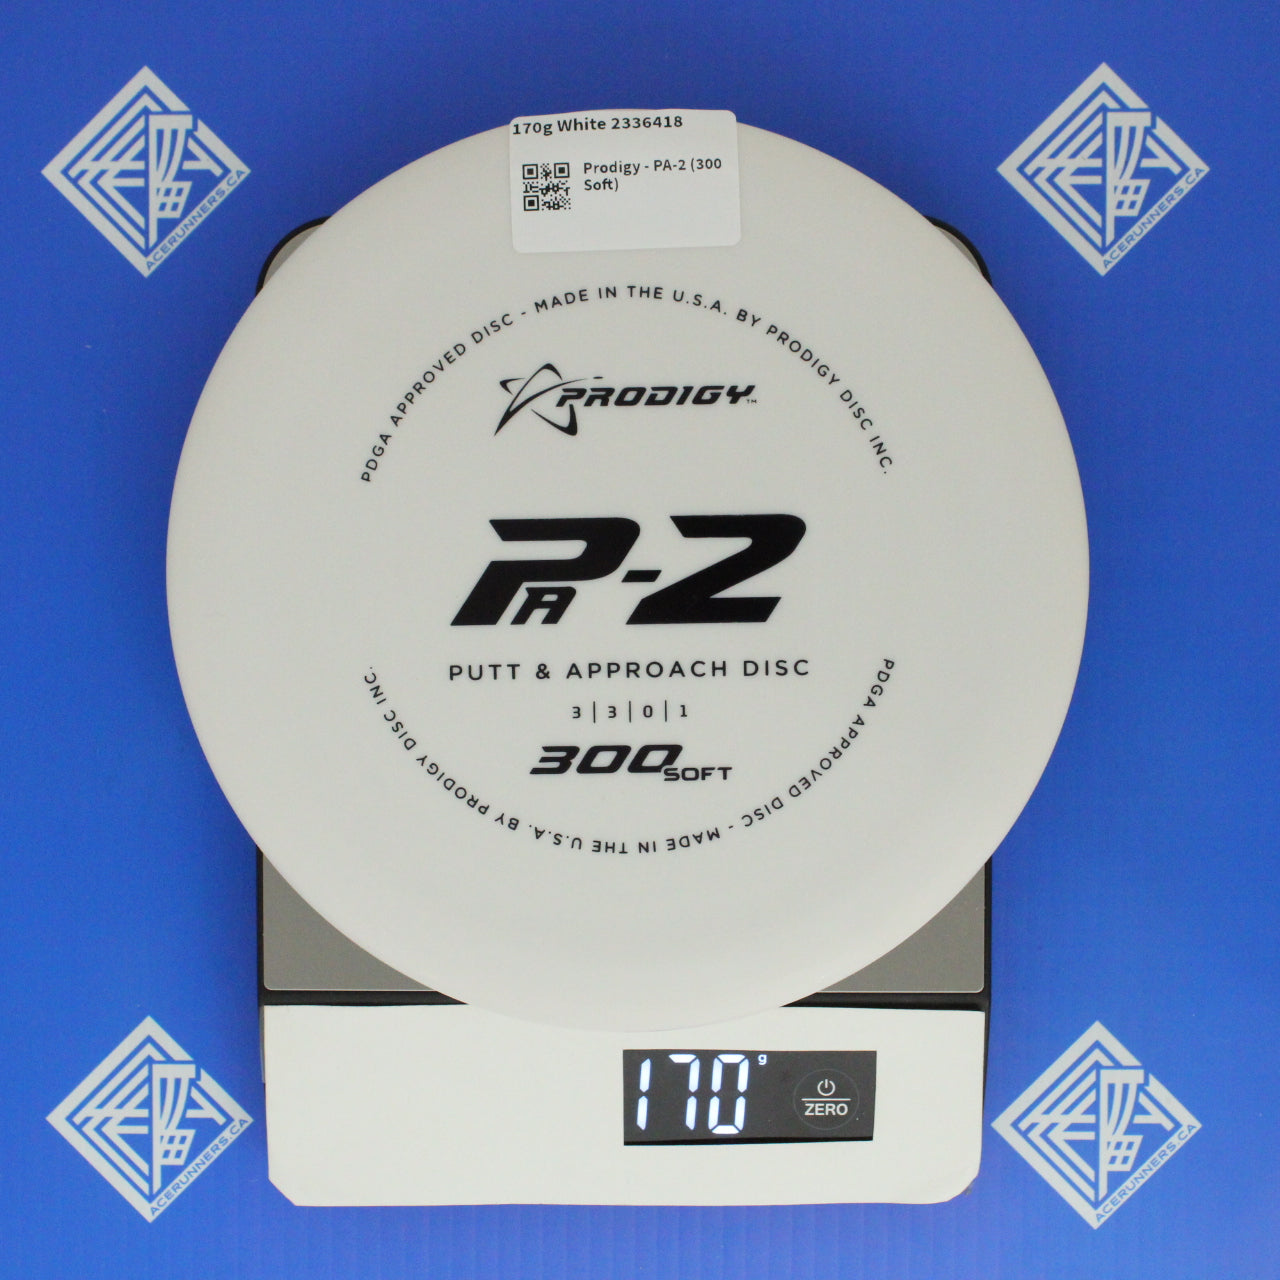 170g White 2336418
Prodigy - PA-2 (300
Soft)
PDGA APPROVED DISC - MADE IN THE U.S.A. BY PRODIGY DISC INC.
PRODIGY™
PA-2
PUTT & APPROACH DISC
3 | 3 | 0 | 1
300 SOFT
PDGA APPROVED DISC - MADE IN THE U.S.A. BY PRODIGY DISC INC.
170 g
ZERO
ACERUNNERS.CA
ACERUNNERS.CA
ACERUNNERS.CA
ACERUNNERS.CA